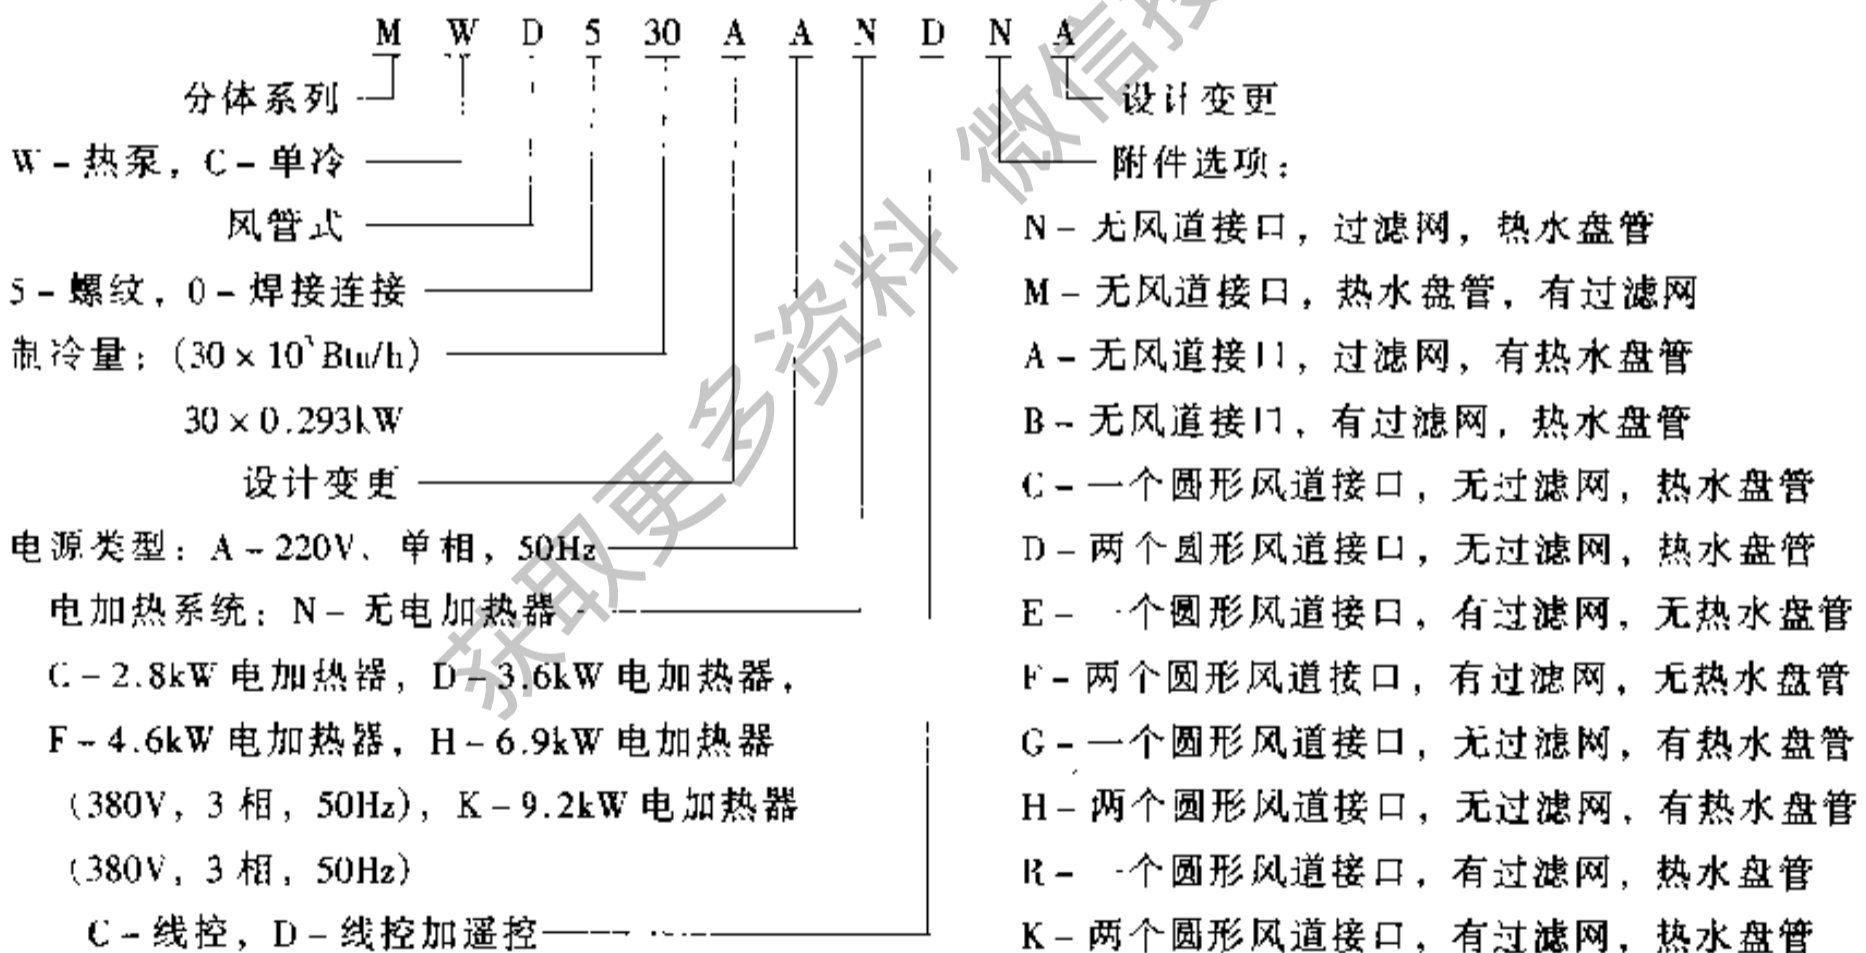 M W D 5 30 A A N D N A
分体系列
W－热泵，C－单冷
风管式
5－螺纹，0－焊接连接
制冷量：(30×10³Btu/h)
30×0.293kW
设计变更
电源类型：A－220V、单相，50Hz
电加热系统：N－无电加热器
C－2.8kW 电加热器，D－3.6kW 电加热器，
F－4.6kW 电加热器，H－6.9kW 电加热器
(380V，3 相，50Hz)，K－9.2kW 电加热器
(380V，3 相，50Hz)
C－线控，D－线控加遥控
设计变更
附件选项：
N－无风道接口，过滤网，热水盘管
M－无风道接口，热水盘管，有过滤网
A－无风道接口，过滤网，有热水盘管
B－无风道接口，有过滤网，热水盘管
C－一个圆形风道接口，无过滤网，热水盘管
D－两个圆形风道接口，无过滤网，热水盘管
E－一个圆形风道接口，有过滤网，无热水盘管
F－两个圆形风道接口，有过滤网，无热水盘管
G－一个圆形风道接口，无过滤网，有热水盘管
H－两个圆形风道接口，无过滤网，有热水盘管
R－一个圆形风道接口，有过滤网，热水盘管
K－两个圆形风道接口，有过滤网，热水盘管
获取更多资料 微信